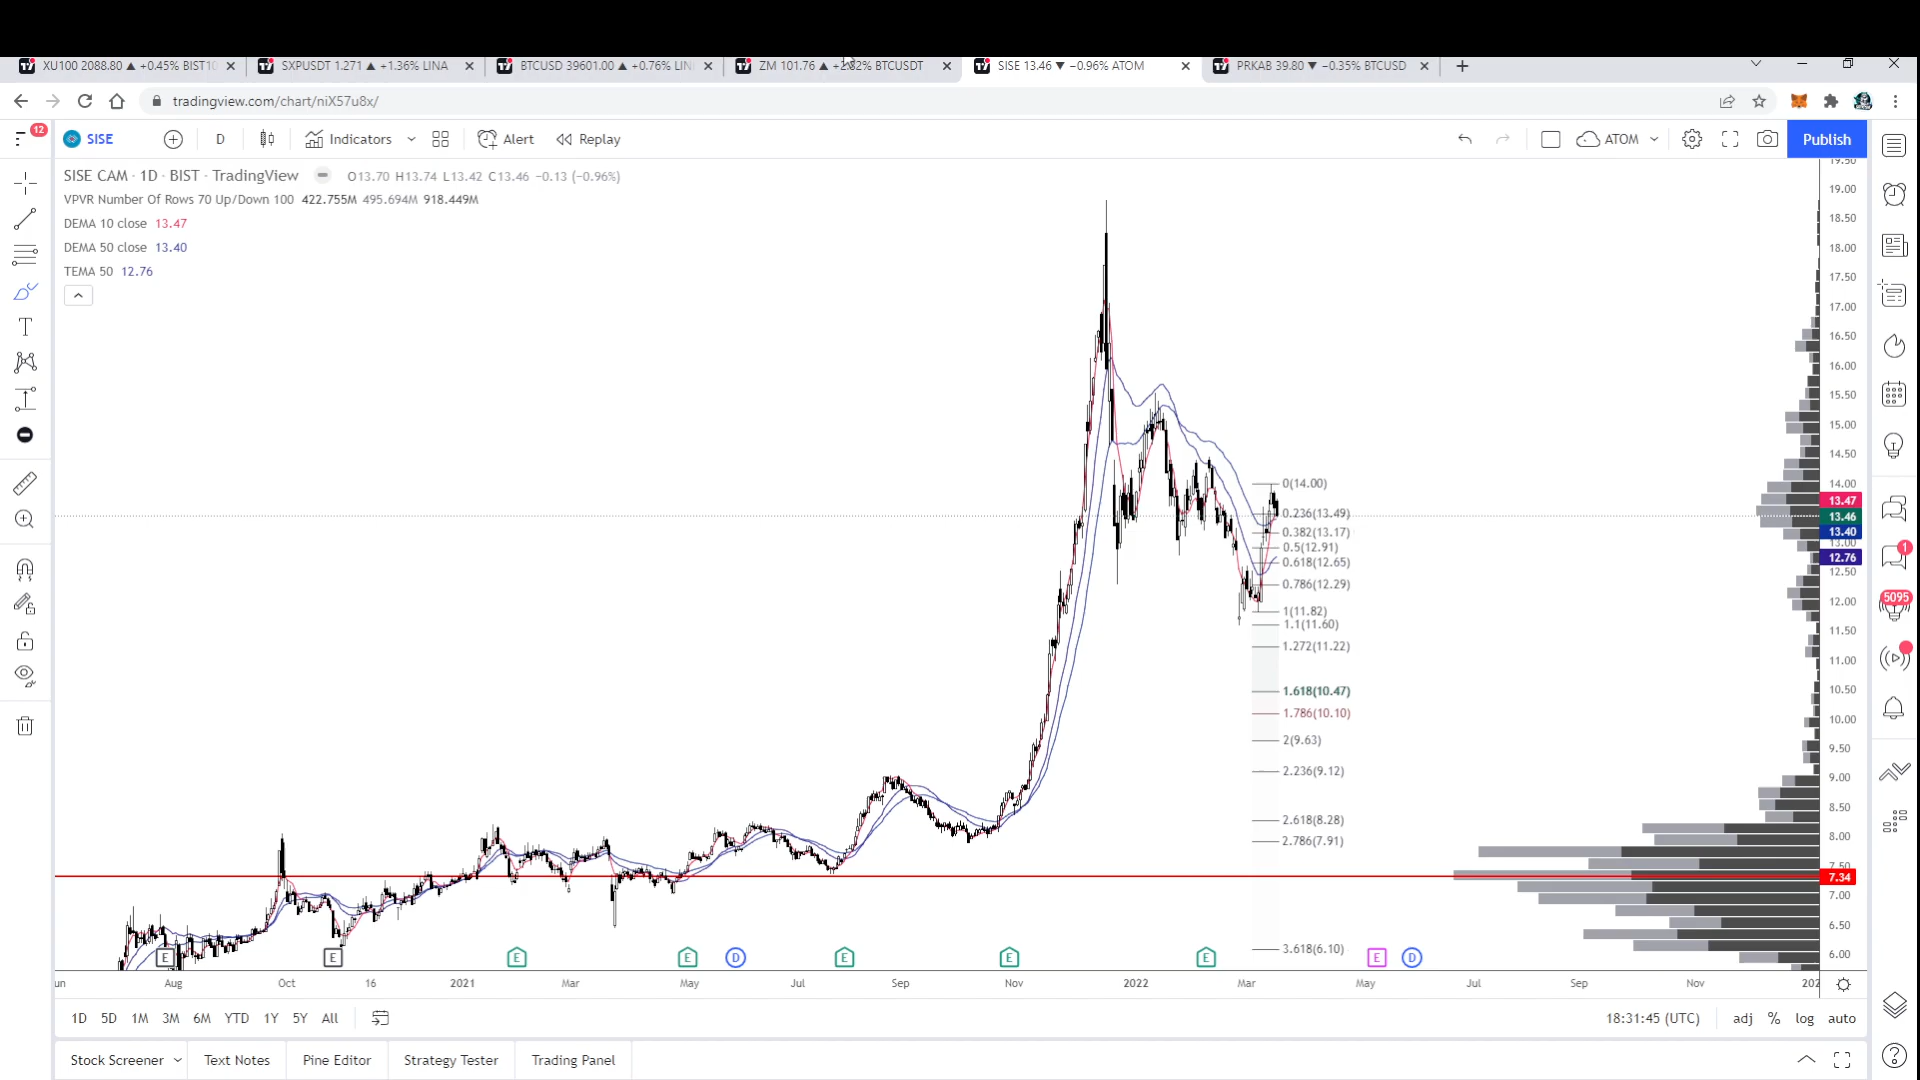 XU100 2088.80 ▲ +0.45% BIST10
SXPUSDT 1.271 ▲ +1.36% LINA
BTCUSD 39601.00 ▲ +0.76% LIN
ZM 101.76 ▲ +2.82% BTCUSDT
SISE 13.46 ▼ −0.96% ATOM
PRKAB 39.80 ▼ −0.35% BTCUSD
tradingview.com/chart/niX57u8x/
12
SISE
D
Indicators
Alert
Replay
ATOM
Publish
SISE CAM · 1D · BIST · TradingView
O13.70 H13.74 L13.42 C13.46 −0.13 (−0.96%)
VPVR Number Of Rows 70 Up/Down 100 422.755M 495.694M 918.449M
DEMA 10 close 13.47
DEMA 50 close 13.40
TEMA 50 12.76
0(14.00)
0.236(13.49)
0.382(13.17)
0.5(12.91)
0.618(12.65)
0.786(12.29)
1(11.82)
1.1(11.60)
1.272(11.22)
1.618(10.47)
1.786(10.10)
2(9.63)
2.236(9.12)
2.618(8.28)
2.786(7.91)
3.618(6.10)
19.50
19.00
18.50
18.00
17.50
17.00
16.50
16.00
15.50
15.00
14.50
14.00
13.47
13.46
13.40
13.00
12.76
12.50
12.00
11.50
11.00
10.50
10.00
9.50
9.00
8.50
8.00
7.50
7.34
7.00
6.50
6.00
1
5095
E
E
E
E
D
E
E
E
E
D
un
Aug
Oct
16
2021
Mar
May
Jul
Sep
Nov
2022
Mar
May
Jul
Sep
Nov
202
1D 5D 1M 3M 6M YTD 1Y 5Y All
18:31:45 (UTC)
adj % log auto
Stock Screener
Text Notes
Pine Editor
Strategy Tester
Trading Panel